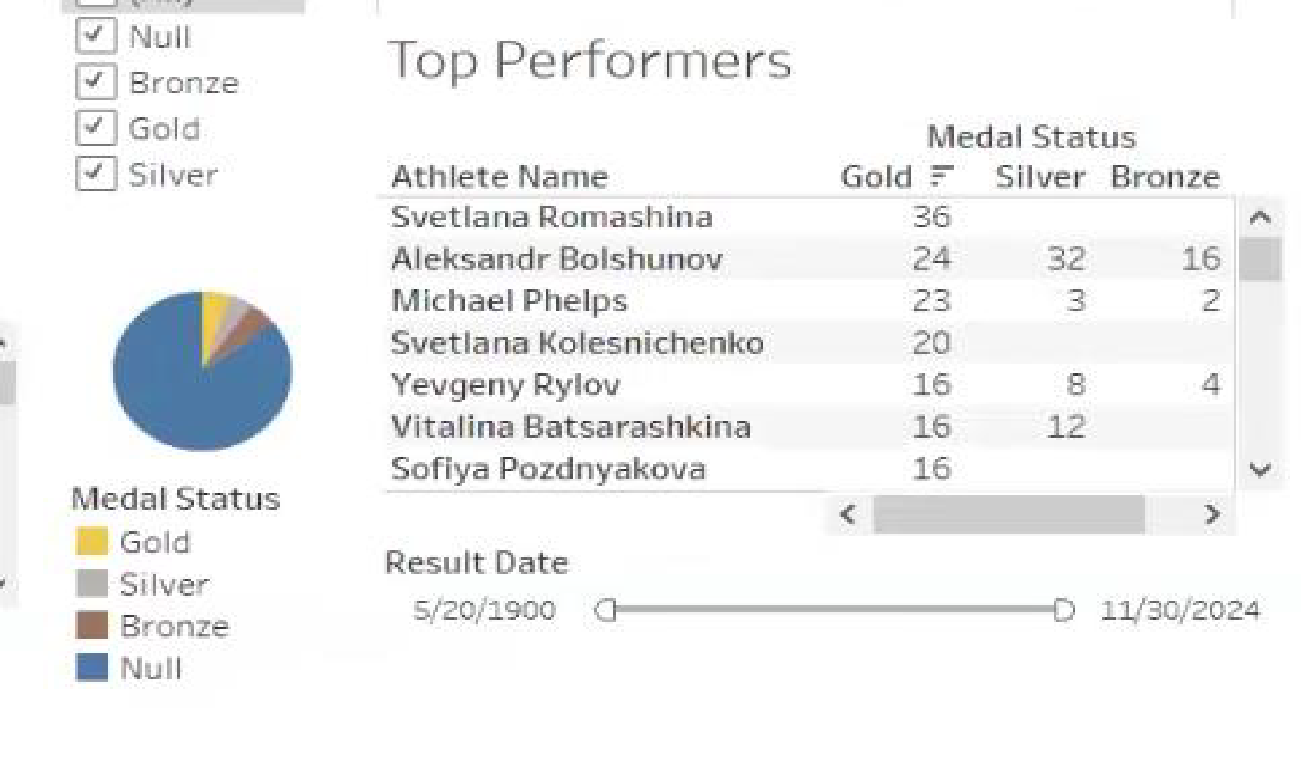 Null
Bronze
Gold
Silver
Medal Status
Gold
Silver
Bronze
Null
Top Performers
Medal Status
Athlete Name Gold Silver Bronze
Svetlana Romashina 36
Aleksandr Bolshunov 24 32 16
Michael Phelps 23 3 2
Svetlana Kolesnichenko 20
Yevgeny Rylov 16 8 4
Vitalina Batsarashkina 16 12
Sofiya Pozdnyakova 16
Result Date
5/20/1900 11/30/2024